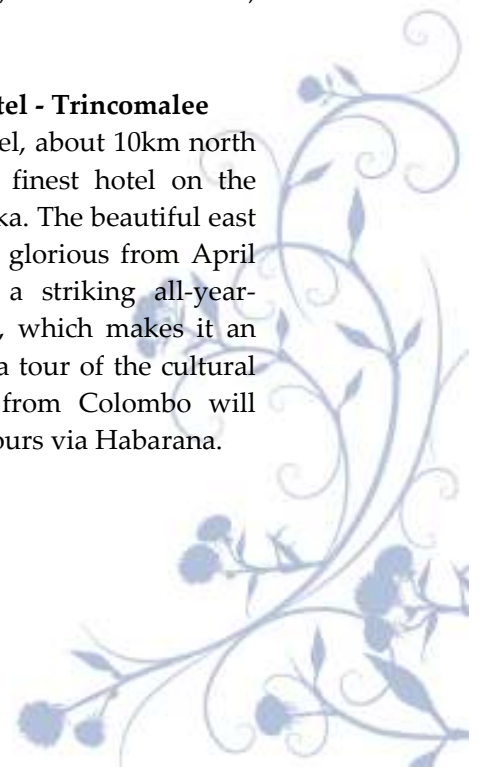 tel - Trincomalee
el, about 10km north
finest hotel on the
ka. The beautiful east
glorious from April
a striking all-year-
, which makes it an
a tour of the cultural
from Colombo will
ours via Habarana.